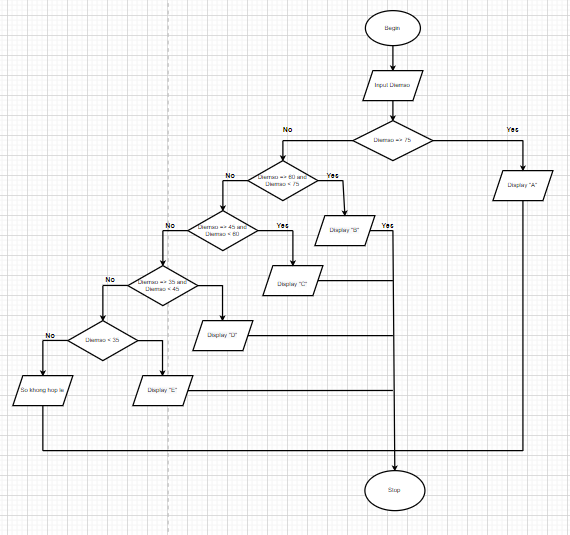 Begin
Input Diemso
Diemso => 75
No
Yes
Diemso => 60 and
Diemso < 75
No
Yes
Display "A"
Diemso => 45 and
Diemso < 60
No
Yes
Display "B"
Yes
Diemso => 35 and
Diemso < 45
No
Display "C"
Diemso < 35
No
Display "D"
So khong hop le
Display "E"
Stop